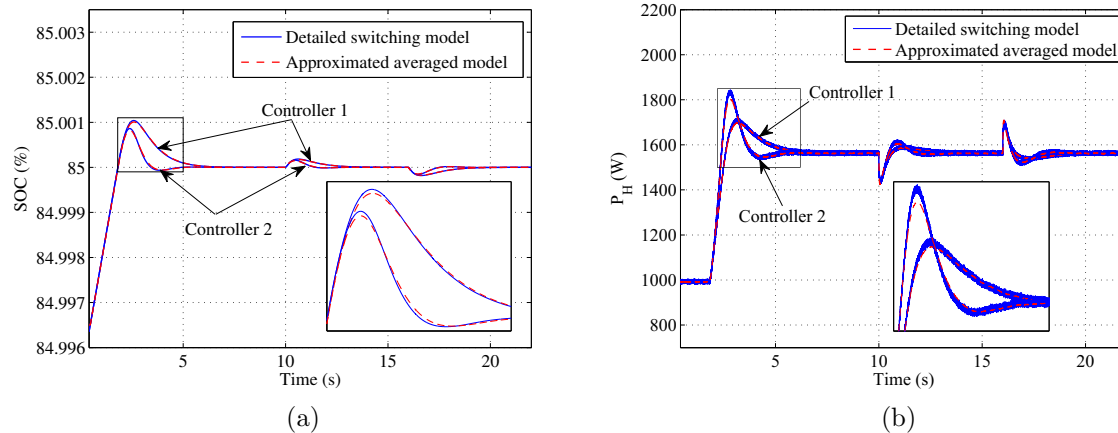 85.003
85.002
85.001
85
84.999
84.998
84.997
84.996
SOC (%)
Detailed switching model
Approximated averaged model
Controller 1
Controller 2
5
10
15
20
Time (s)
(a)
2200
2000
1800
1600
1400
1200
1000
800
P_H (W)
Detailed switching model
Approximated averaged model
Controller 1
Controller 2
5
10
15
20
Time (s)
(b)